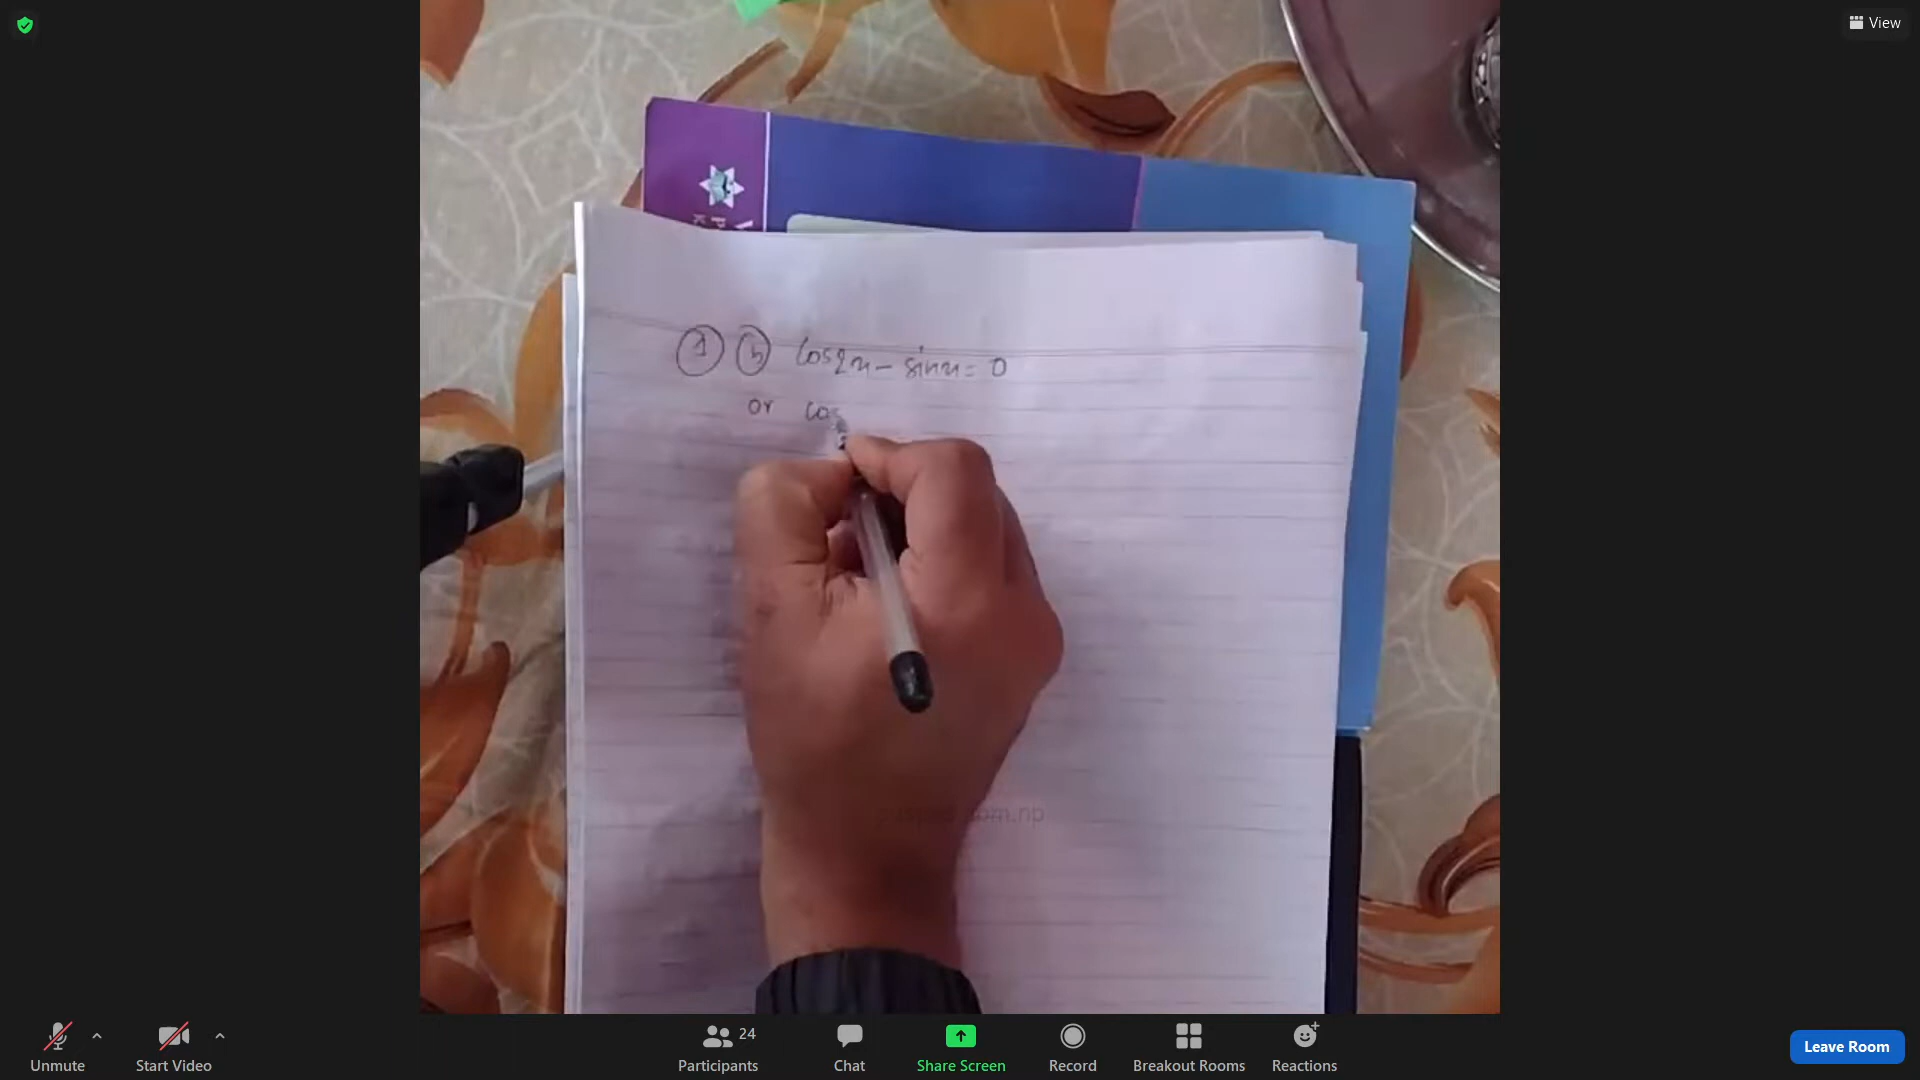 View
① ⓑ cos2x - sinx = 0
or cos
Unmute
Start Video
Participants 24
Chat
Share Screen
Record
Breakout Rooms
Reactions
Leave Room